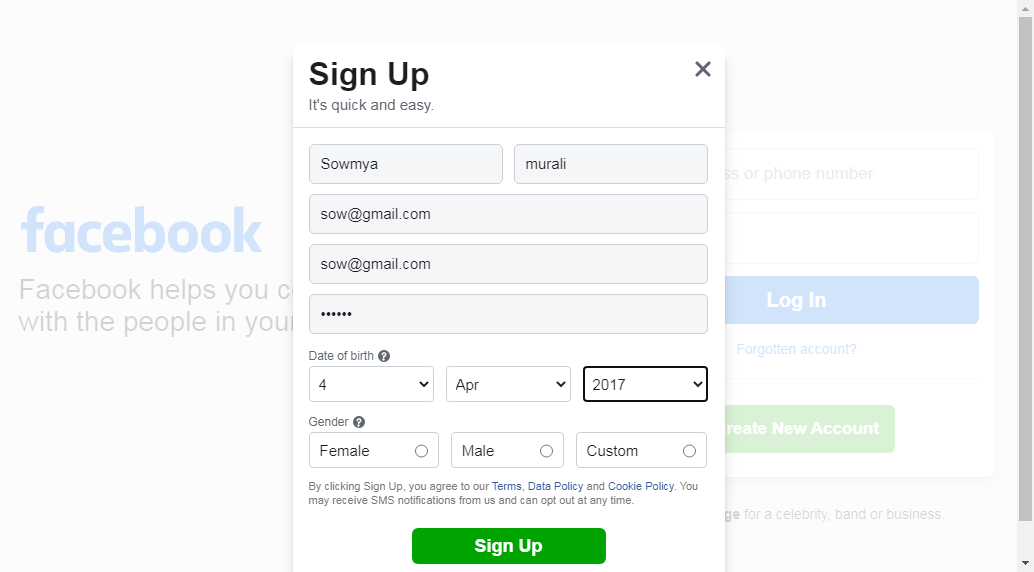 Sign Up
It's quick and easy.
Sowmya murali
sow@gmail.com
sow@gmail.com
••••••
Date of birth ?
4 Apr 2017
Gender ?
Female Male Custom
By clicking Sign Up, you agree to our Terms, Data Policy and Cookie Policy. You
may receive SMS notifications from us and can opt out at any time.
Sign Up
facebook
Facebook helps you c
with the people in your
ss or phone number
Log In
Forgotten account?
reate New Account
ge for a celebrity, band or business.